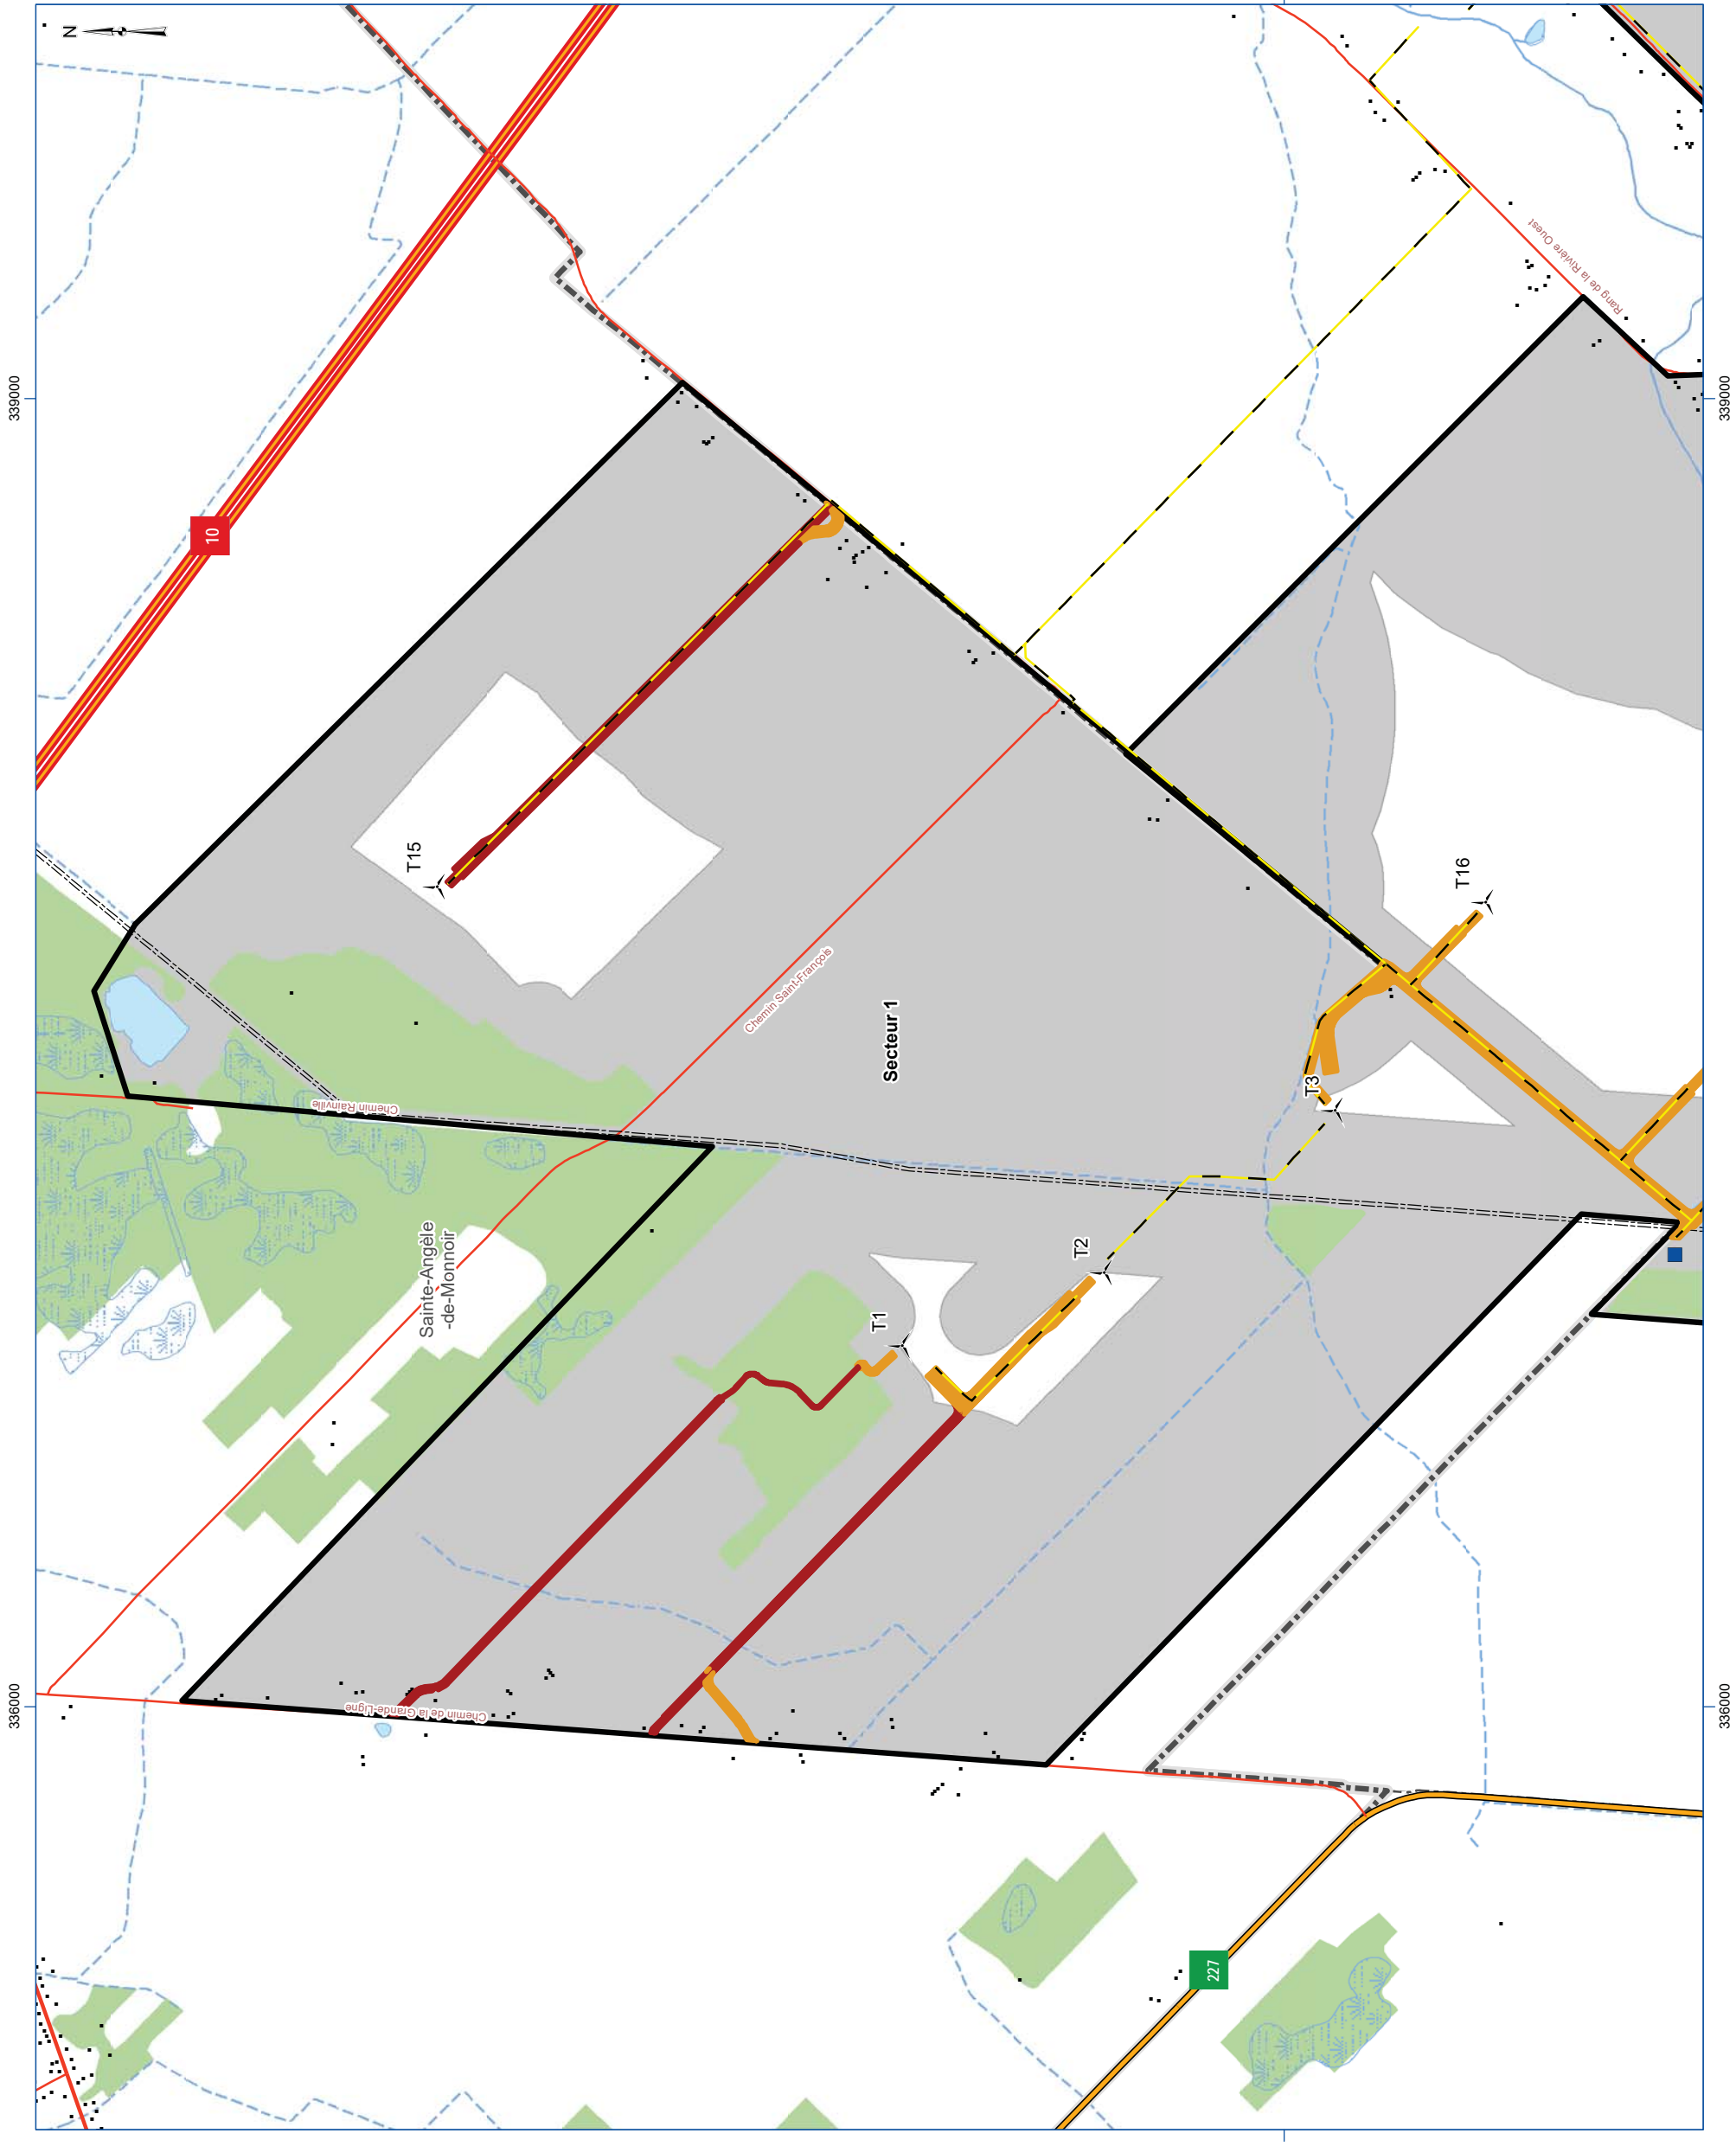 N
339000
336000
10
T15
Chemin Rainville
Sainte-Angèle
-de-Monnoir
Chemin Saint-François
Secteur 1
T1
T2
T3
T16
Chemin de la Grande-Ligne
Rang de la Rivière Ouest
227
339000
336000